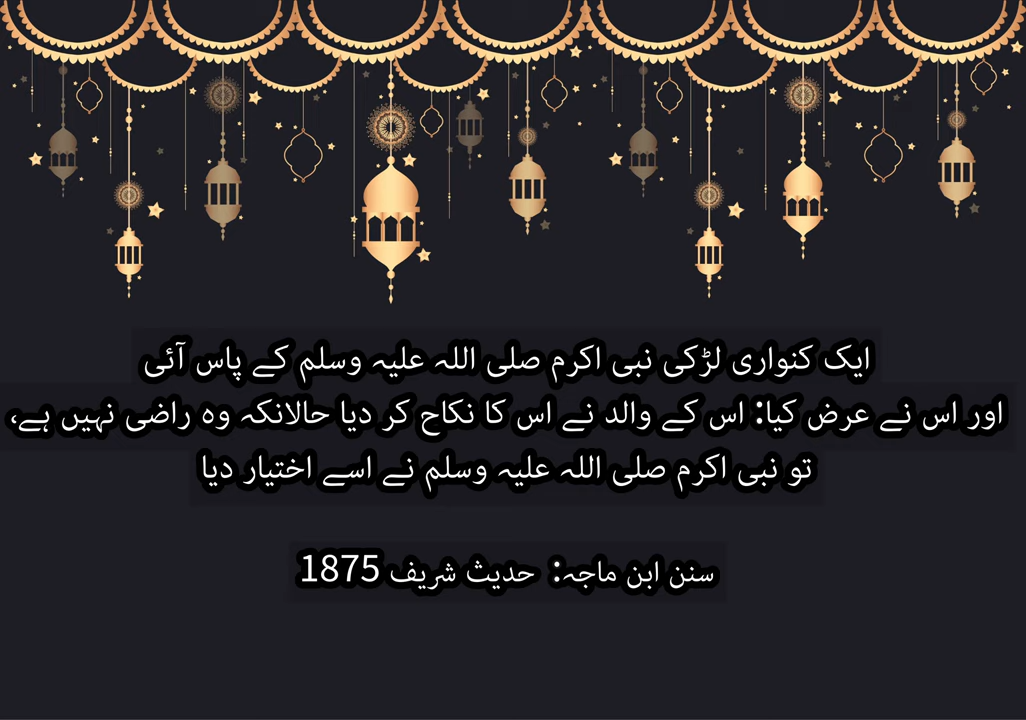 ایک کنواری لڑکی نبی اکرم صلی اللہ علیہ وسلم کے پاس آئی
اور اس نے عرض کیا: اس کے والد نے اس کا نکاح کر دیا حالانکہ وہ راضی نہیں ہے،
تو نبی اکرم صلی اللہ علیہ وسلم نے اسے اختیار دیا
سنن ابن ماجہ: حدیث شریف 1875